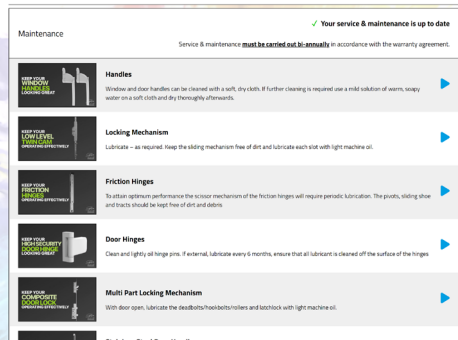 ✓ Your service & maintenance is up to date
Maintenance
Service & maintenance must be carried out bi-annually in accordance with the warranty agreement.
KEEP YOUR
WINDOW
HANDLES
LOOKING GREAT
Handles
Window and door handles can be cleaned with a soft, dry cloth. If further cleaning is required use a mild solution of warm, soapy
water on a soft cloth and dry thoroughly afterwards.
KEEP YOUR
LOW LEVEL
TWIN CAM
OPERATING EFFECTIVELY
Locking Mechanism
Lubricate – as required. Keep the sliding mechanism free of dirt and lubricate each slot with light machine oil.
KEEP YOUR
FRICTION
HINGES
OPERATING EFFECTIVELY
Friction Hinges
To attain optimum performance the scissor mechanism of the friction hinges will require periodic lubrication. The pivots, sliding shoe
and tracts should be kept free of dirt and debris
KEEP YOUR
HIGH SECURITY
DOOR HINGE
LOOKING GREAT
Door Hinges
Clean and lightly oil hinge pins. If external, lubricate every 6 months, ensure that all lubricant is cleaned off the surface of the hinges
KEEP YOUR
COMPOSITE
DOOR LOCK
OPERATING EFFECTIVELY
Multi Part Locking Mechanism
With door open, lubricate the deadbolts/hookbolts/rollers and latchlock with light machine oil.